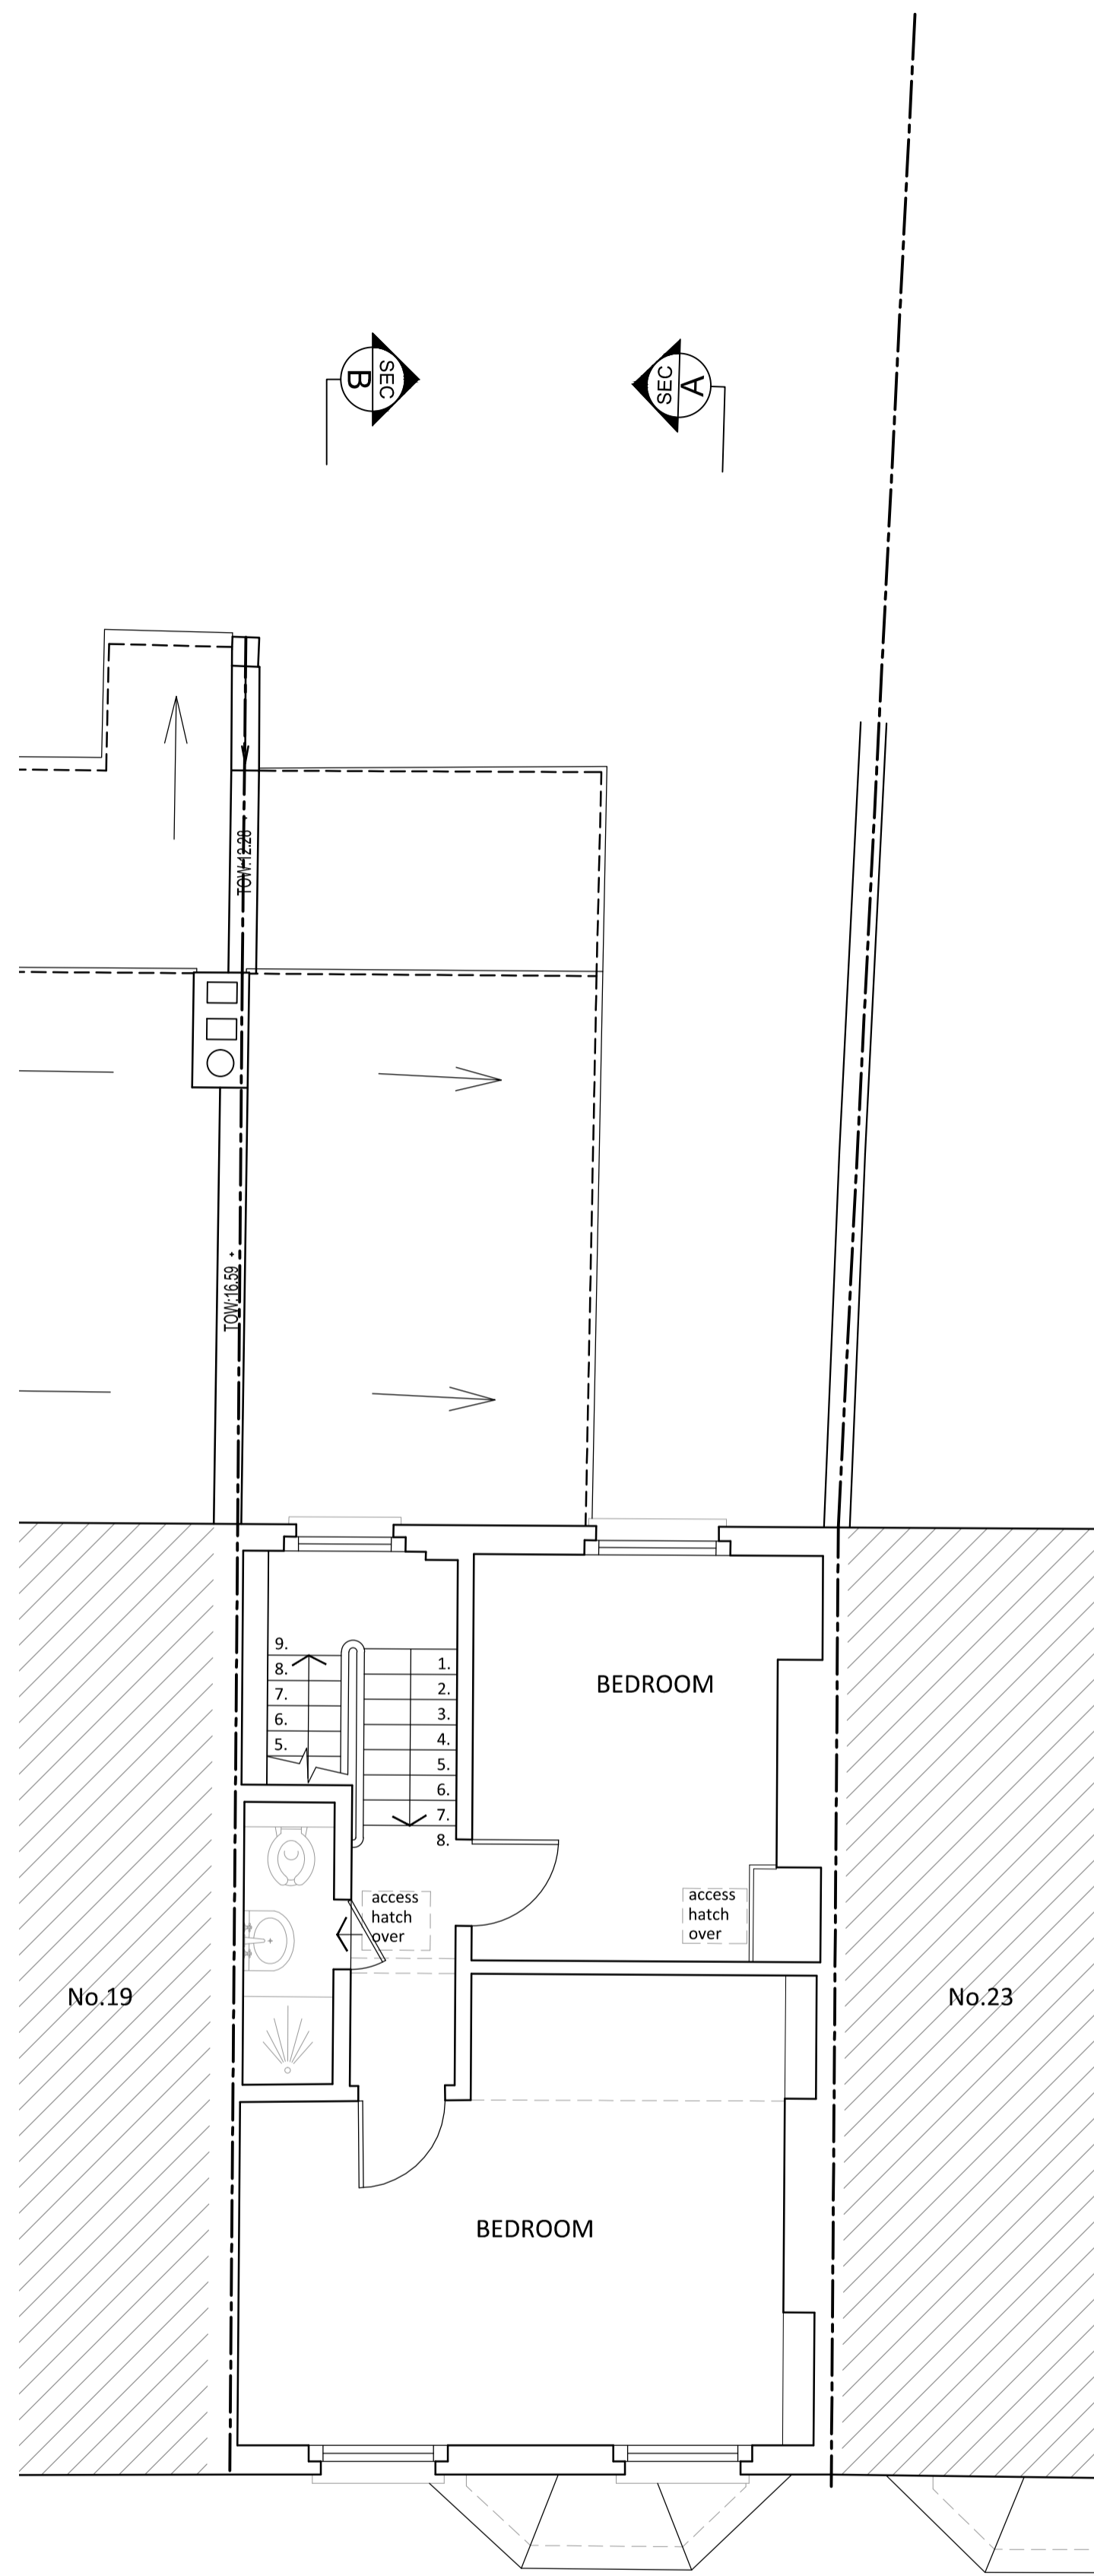 SEC
B
SEC
A
TOW:12.20
TOW:16.59
9.
8.
7.
6.
5.
1.
2.
3.
4.
5.
6.
7.
8.
BEDROOM
access
hatch
over
access
hatch
over
No.19
No.23
BEDROOM